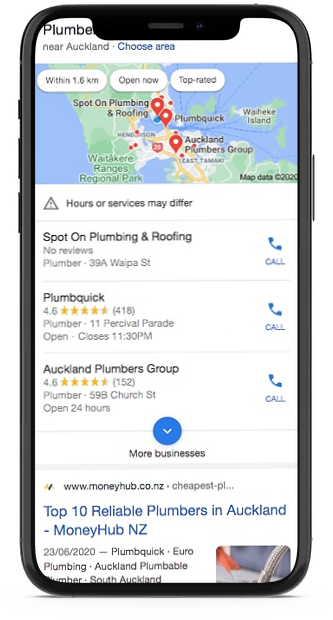 Plumbe
near Auckland · Choose area
Within 1.6 km
Open now
Top-rated
Spot On Plumbing
& Roofing
Plumbquick
Waiheke
Island
HENDERSON
Auckland
Plumbers Group
20
EAST TAMAKI
Waitākere
Ranges
Regional Park
Map data ©2020
Hours or services may differ
Spot On Plumbing & Roofing
No reviews
Plumber · 39A Waipa St
CALL
Plumbquick
4.6 ★★★★★ (418)
Plumber · 11 Percival Parade
Open · Closes 11:30PM
CALL
Auckland Plumbers Group
4.6 ★★★★★ (152)
Plumber · 59B Church St
Open 24 hours
CALL
More businesses
www.moneyhub.co.nz › cheapest-pl...
Top 10 Reliable Plumbers in Auckland
- MoneyHub NZ
23/06/2020 — Plumbquick · Euro
Plumbing · Auckland Plumbable
Plumber · South Auckland